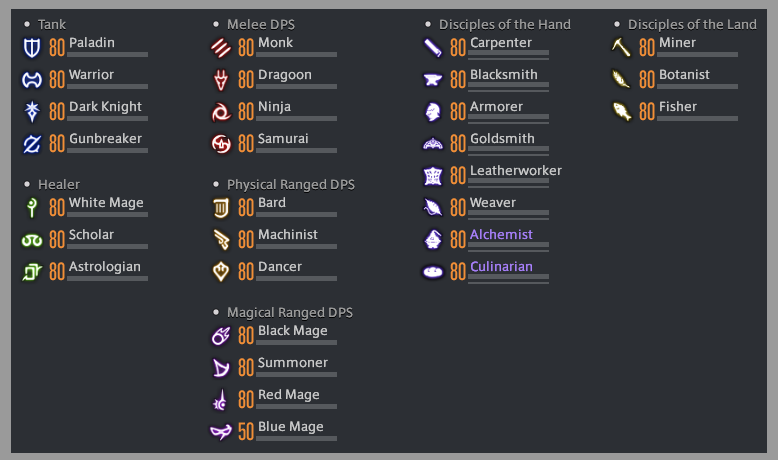 • Tank
80 Paladin
80 Warrior
80 Dark Knight
80 Gunbreaker
• Healer
80 White Mage
80 Scholar
80 Astrologian
• Melee DPS
80 Monk
80 Dragoon
80 Ninja
80 Samurai
• Physical Ranged DPS
80 Bard
80 Machinist
80 Dancer
• Magical Ranged DPS
80 Black Mage
80 Summoner
80 Red Mage
50 Blue Mage
• Disciples of the Hand
80 Carpenter
80 Blacksmith
80 Armorer
80 Goldsmith
80 Leatherworker
80 Weaver
80 Alchemist
80 Culinarian
• Disciples of the Land
80 Miner
80 Botanist
80 Fisher